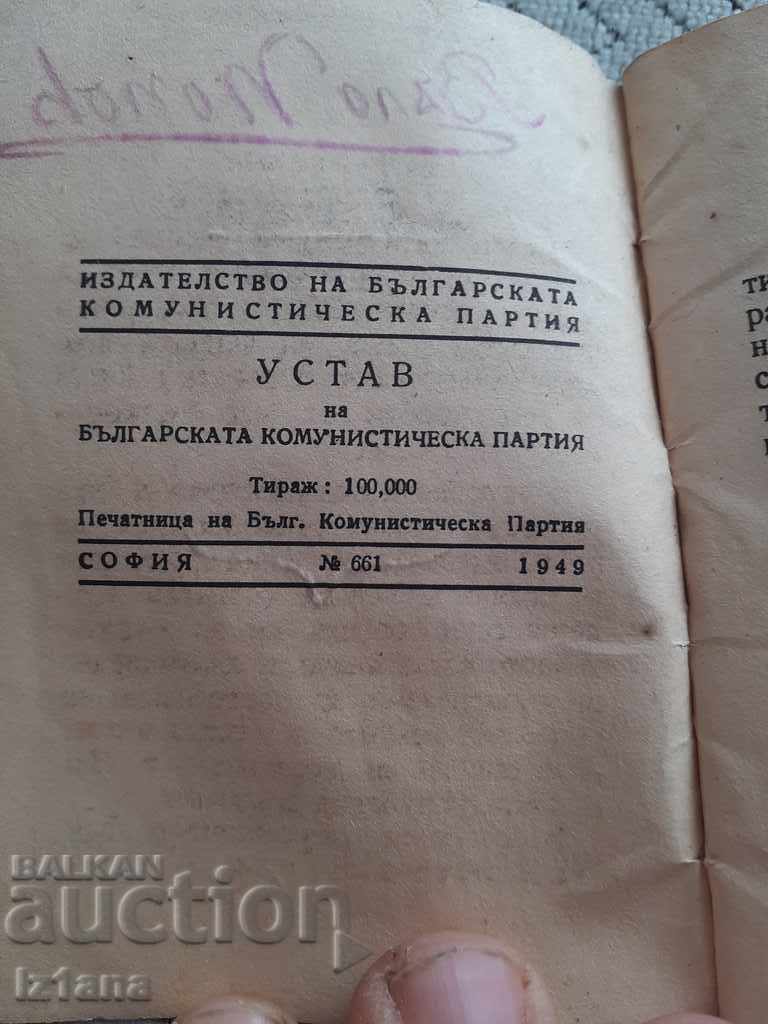 ИЗДАТЕЛСТВО НА БЪЛГАРСКАТА
КОМУНИСТИЧЕСКА ПАРТИЯ
УСТАВ
на
БЪЛГАРСКАТА КОМУНИСТИЧЕСКА ПАРТИЯ
Тираж: 100,000
Печатница на Бълг. Комунистическа Партия
СОФИЯ № 661 1949
BALKAN
auction
iz1ana